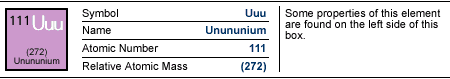 111 Uuu
(272)
Unununium
Symbol Uuu
Name Unununium
Atomic Number 111
Relative Atomic Mass (272)
Some properties of this element
are found on the left side of this
box.